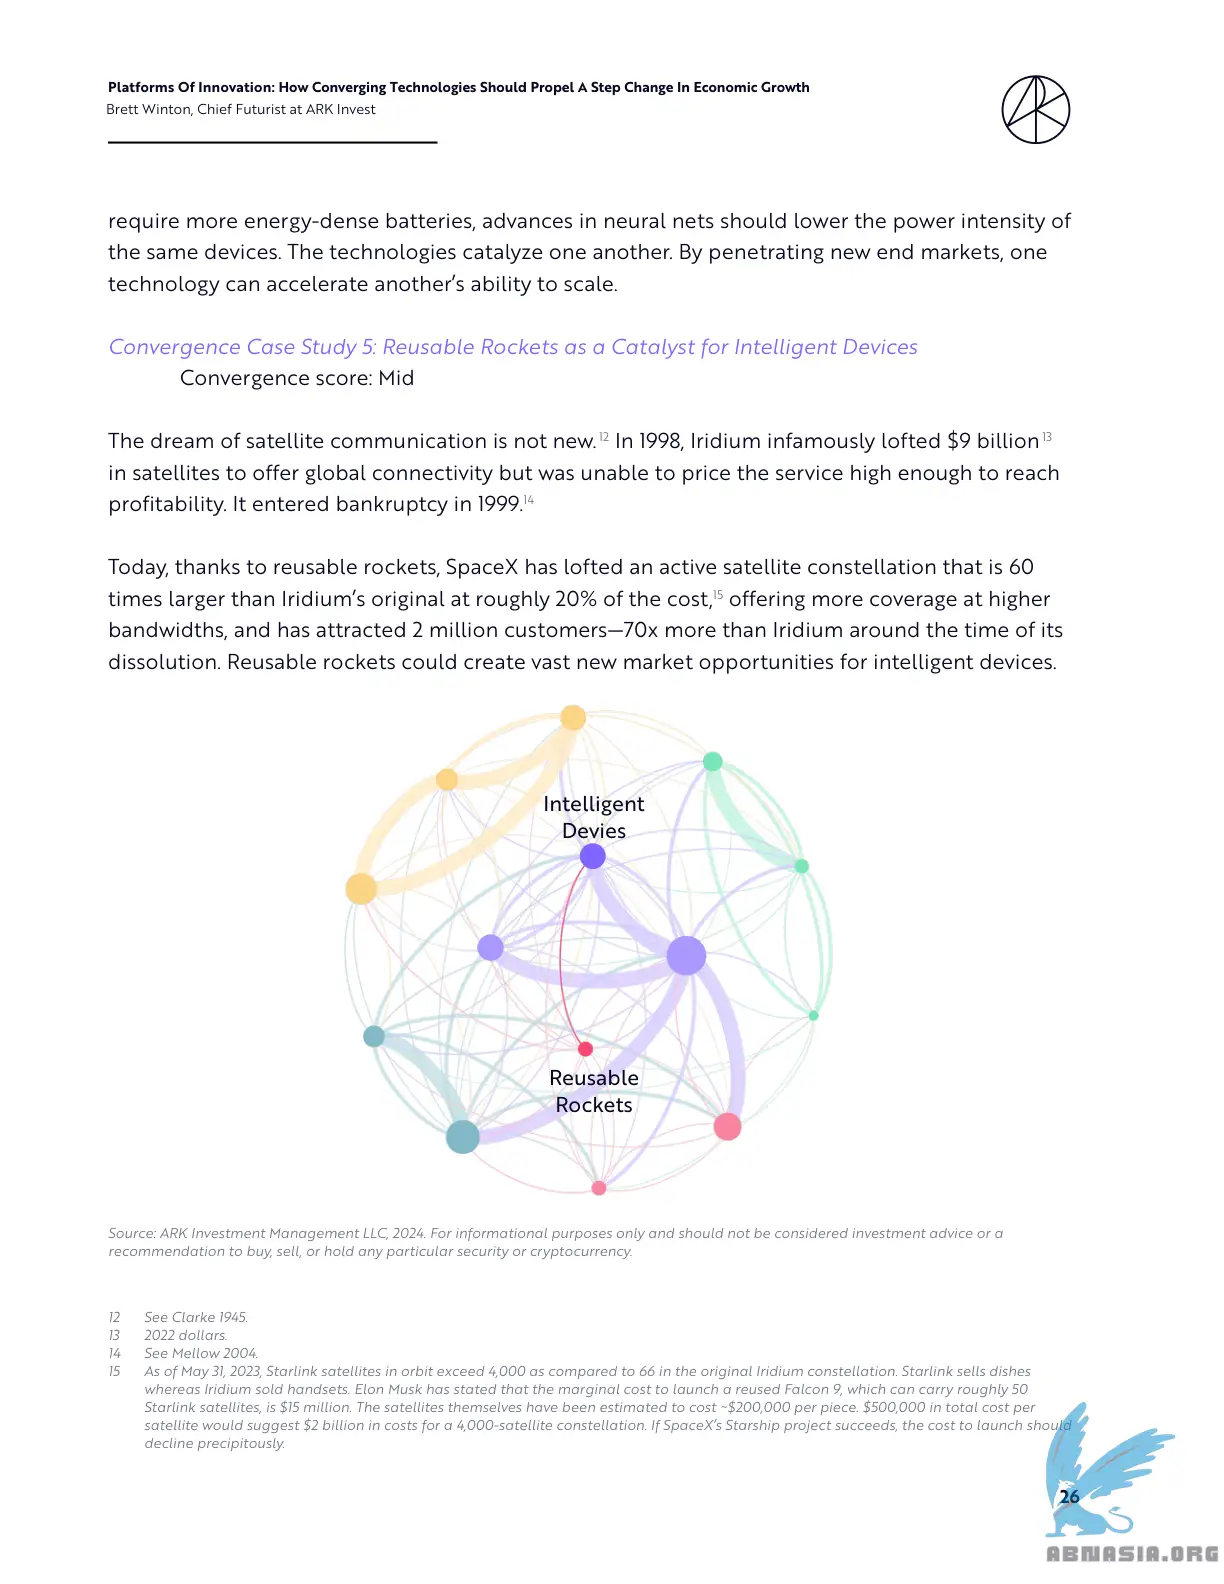 Platforms Of Innovation: How Converging Technologies Should Propel A Step Change In Economic Growth
Brett Winton, Chief Futurist at ARK Invest
require more energy-dense batteries, advances in neural nets should lower the power intensity of
the same devices. The technologies catalyze one another. By penetrating new end markets, one
technology can accelerate another’s ability to scale.
Convergence Case Study 5: Reusable Rockets as a Catalyst for Intelligent Devices
Convergence score: Mid
The dream of satellite communication is not new.12 In 1998, Iridium infamously lofted $9 billion13
in satellites to offer global connectivity but was unable to price the service high enough to reach
profitability. It entered bankruptcy in 1999.14
Today, thanks to reusable rockets, SpaceX has lofted an active satellite constellation that is 60
times larger than Iridium’s original at roughly 20% of the cost,15 offering more coverage at higher
bandwidths, and has attracted 2 million customers—70x more than Iridium around the time of its
dissolution. Reusable rockets could create vast new market opportunities for intelligent devices.
Intelligent
Devies
Reusable
Rockets
Source: ARK Investment Management LLC, 2024. For informational purposes only and should not be considered investment advice or a
recommendation to buy, sell, or hold any particular security or cryptocurrency.
12 See Clarke 1945.
13 2022 dollars.
14 See Mellow 2004.
15 As of May 31, 2023, Starlink satellites in orbit exceed 4,000 as compared to 66 in the original Iridium constellation. Starlink sells dishes
whereas Iridium sold handsets. Elon Musk has stated that the marginal cost to launch a reused Falcon 9, which can carry roughly 50
Starlink satellites, is $15 million. The satellites themselves have been estimated to cost ~$200,000 per piece. $500,000 in total cost per
satellite would suggest $2 billion in costs for a 4,000-satellite constellation. If SpaceX’s Starship project succeeds, the cost to launch should
decline precipitously.
26
ABNASIA.ORG